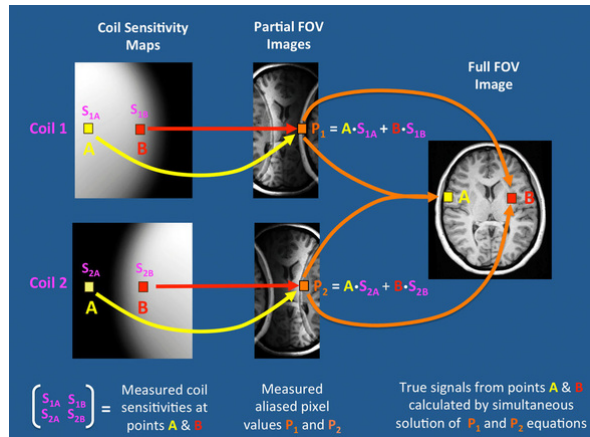 Coil Sensitivity
Maps
Partial FOV
Images
Full FOV
Image
Coil 1
S1A
S1B
A
B
P1 = A•S1A + B•S1B
A
B
Coil 2
S2A
S2B
A
B
P2 = A•S2A + B•S2B
S1A S1B
S2A S2B
=
Measured coil
sensitivities at
points A & B
Measured
aliased pixel
values P1 and P2
True signals from points A & B
calculated by simultaneous
solution of P1 and P2 equations